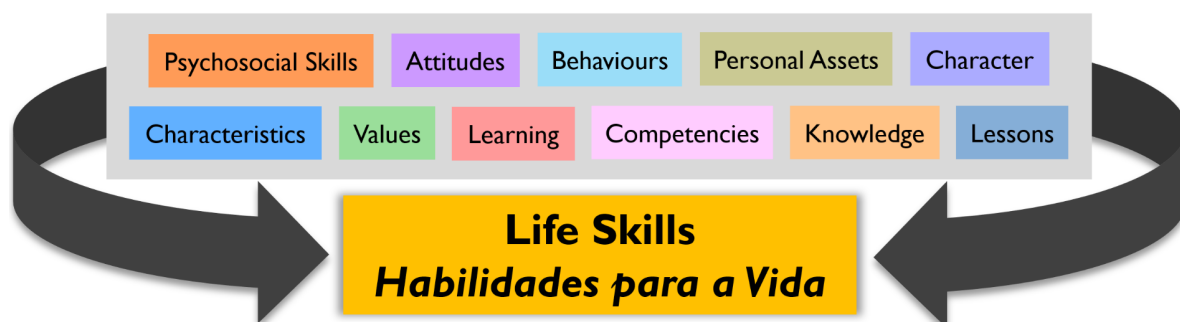 Psychosocial Skills Attitudes Behaviours Personal Assets Character
Characteristics Values Learning Competencies Knowledge Lessons
Life Skills
Habilidades para a Vida